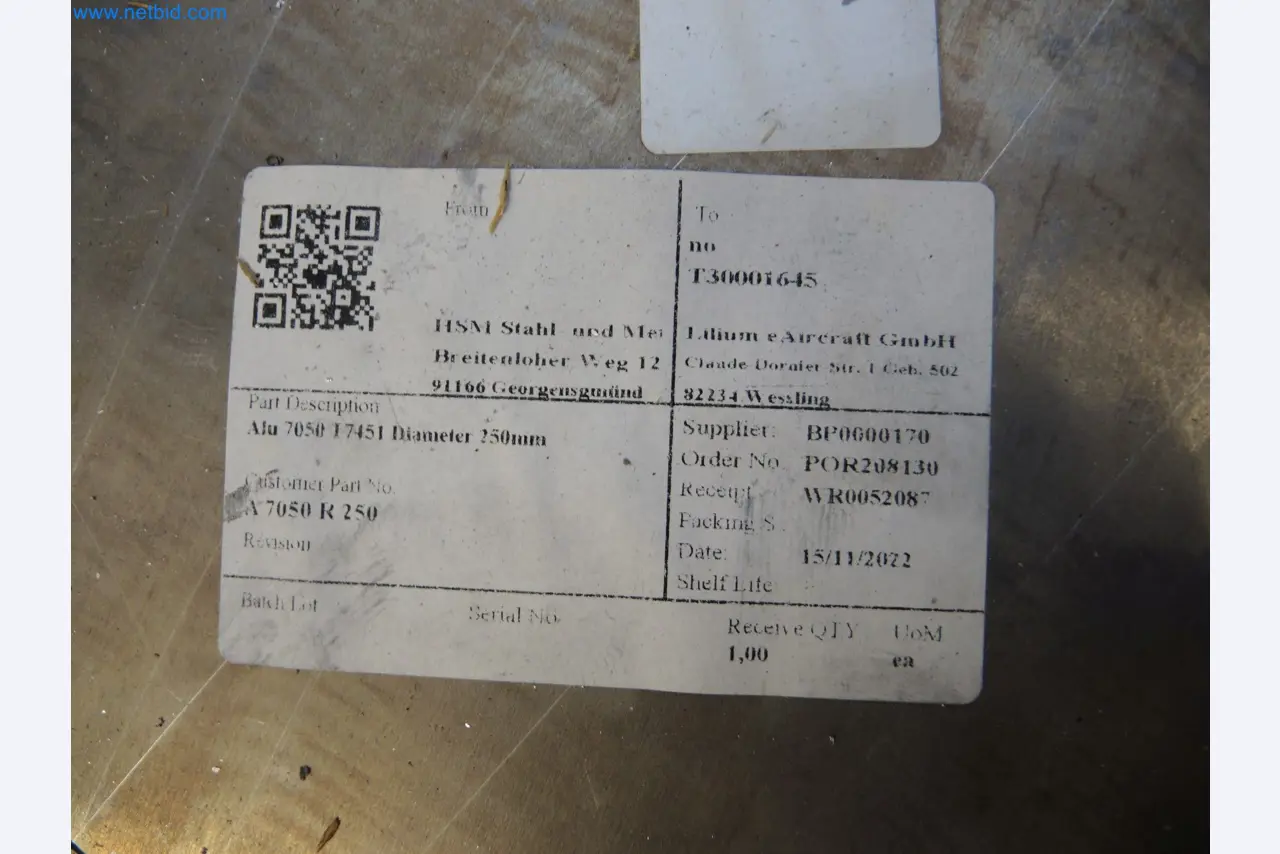 www.netbid.com
From
HSM Stahl- und Met
Breitenloher Weg 12
91166 Georgensgmünd
To
no
T30001645
Lilium eAircraft GmbH
Claude-Dornier Str. 1 Geb. 502
82234 Wessling
Part Description
Alu 7050 T7451 Diameter 250mm
Customer Part No.
A 7050 R 250
Revision
Supplier: BP0000170
Order No. POR208130
Receipt WR0052087
Packing S.
Date: 15/11/2022
Shelf Life
Batch Lot
Serial No.
Receive QTY UoM
1,00 ea